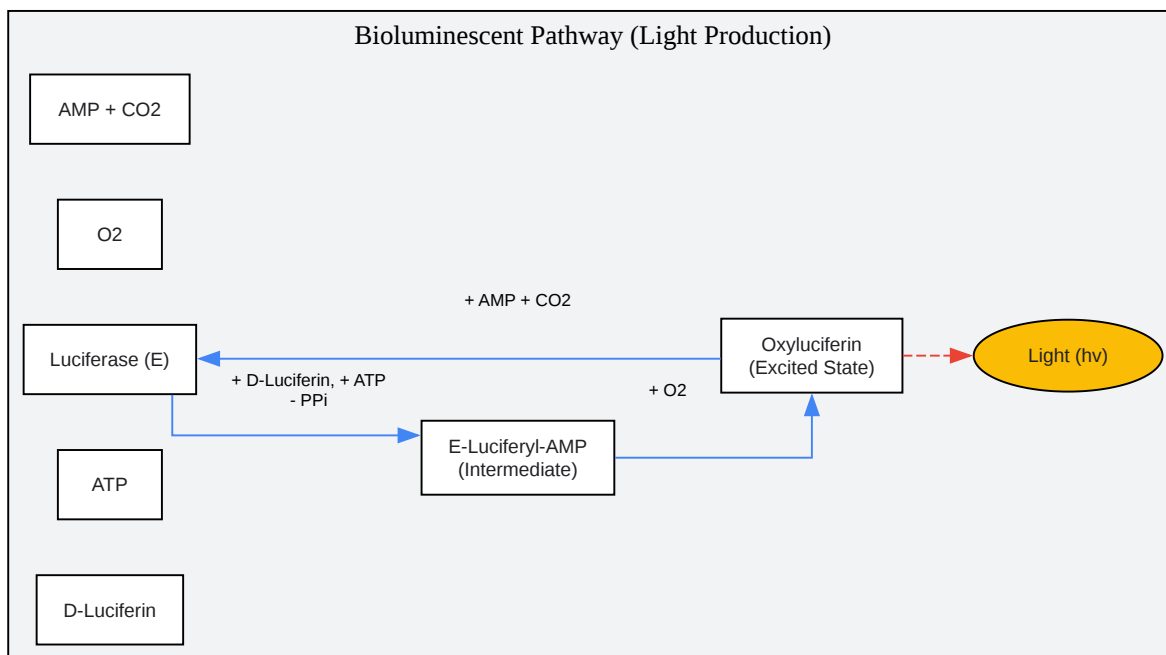 Bioluminescent Pathway (Light Production)
AMP + CO2
O2
+ AMP + CO2
Luciferase (E)
Oxyluciferin
(Excited State)
Light (hv)
+ D-Luciferin, + ATP
- PPi
+ O2
E-Luciferyl-AMP
(Intermediate)
ATP
D-Luciferin